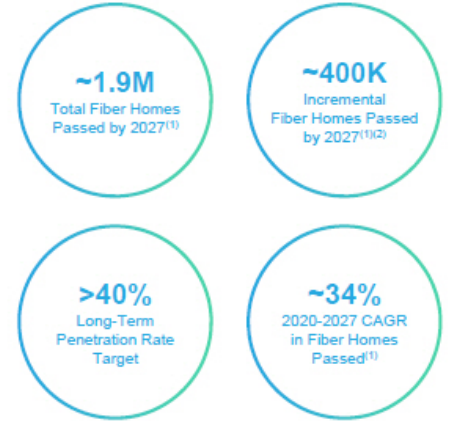 ~1.9M
Total Fiber Homes
Passed by 2027(1)
~400K
Incremental
Fiber Homes Passed
by 2027(1)(2)
>40%
Long-Term
Penetration Rate
Target
~34%
2020-2027 CAGR
in Fiber Homes
Passed(1)